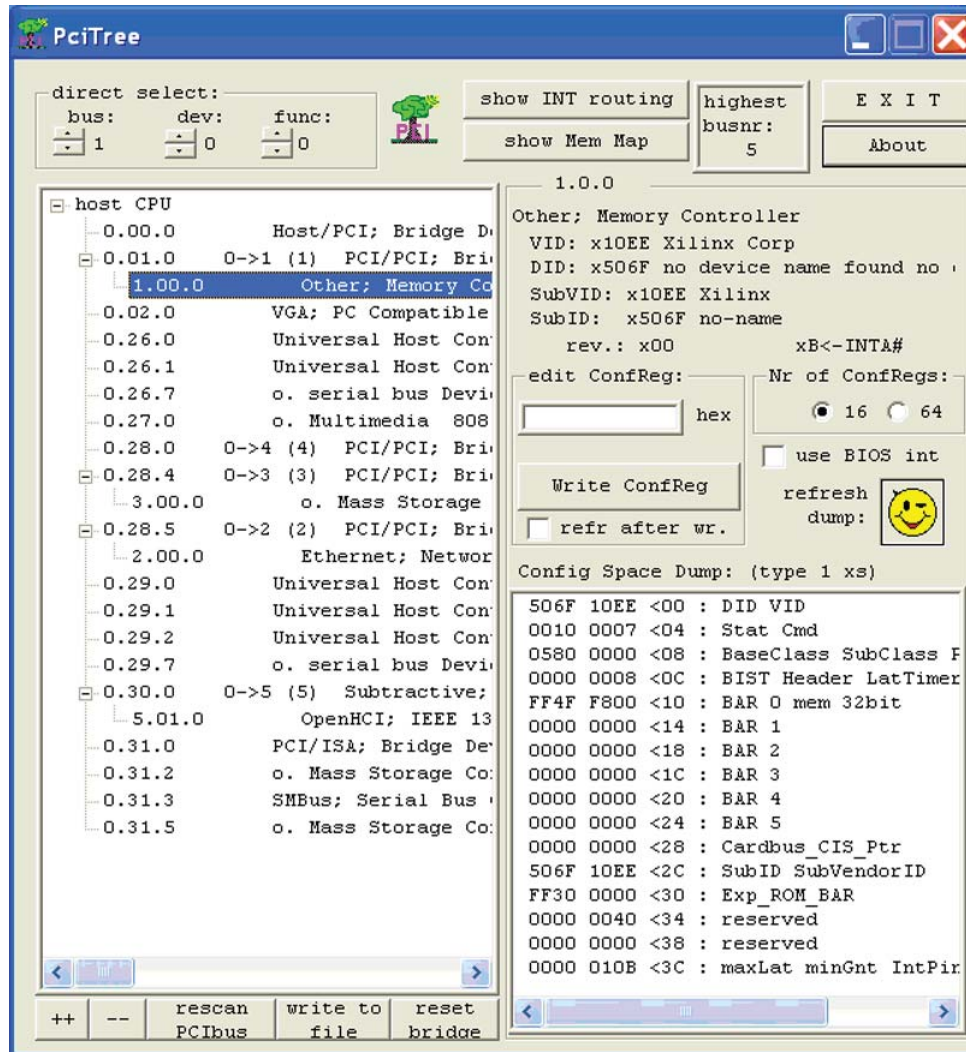 PciTree
direct select:
bus: dev: func:
1 0 0
PCI
show INT routing
show Mem Map
highest
busnr:
5
E X I T
About
host CPU
0.00.0 Host/PCI; Bridge D
0.01.0 0->1 (1) PCI/PCI; Bri
1.00.0 Other; Memory Co
0.02.0 VGA; PC Compatible
0.26.0 Universal Host Con
0.26.1 Universal Host Con
0.26.7 o. serial bus Devi
0.27.0 o. Multimedia 808
0.28.0 0->4 (4) PCI/PCI; Bri
0.28.4 0->3 (3) PCI/PCI; Bri
3.00.0 o. Mass Storage
0.28.5 0->2 (2) PCI/PCI; Bri
2.00.0 Ethernet; Networ
0.29.0 Universal Host Con
0.29.1 Universal Host Con
0.29.2 Universal Host Con
0.29.7 o. serial bus Devi
0.30.0 0->5 (5) Subtractive;
5.01.0 OpenHCI; IEEE 13
0.31.0 PCI/ISA; Bridge De
0.31.2 o. Mass Storage Co
0.31.3 SMBus; Serial Bus
0.31.5 o. Mass Storage Co
++ -- rescan PCIbus write to file reset bridge
1.0.0
Other; Memory Controller
VID: x10EE Xilinx Corp
DID: x506F no device name found no
SubVID: x10EE Xilinx
SubID: x506F no-name
rev.: x00 xB<-INTA#
edit ConfReg:
hex
Write ConfReg
refr after wr.
Nr of ConfRegs:
16 64
use BIOS int
refresh
dump:
Config Space Dump: (type 1 xs)
506F 10EE <00 : DID VID
0010 0007 <04 : Stat Cmd
0580 0000 <08 : BaseClass SubClass P
0000 0008 <0C : BIST Header LatTimer
FF4F F800 <10 : BAR 0 mem 32bit
0000 0000 <14 : BAR 1
0000 0000 <18 : BAR 2
0000 0000 <1C : BAR 3
0000 0000 <20 : BAR 4
0000 0000 <24 : BAR 5
0000 0000 <28 : Cardbus_CIS_Ptr
506F 10EE <2C : SubID SubVendorID
FF30 0000 <30 : Exp_ROM_BAR
0000 0040 <34 : reserved
0000 0000 <38 : reserved
0000 010B <3C : maxLat minGnt IntPin